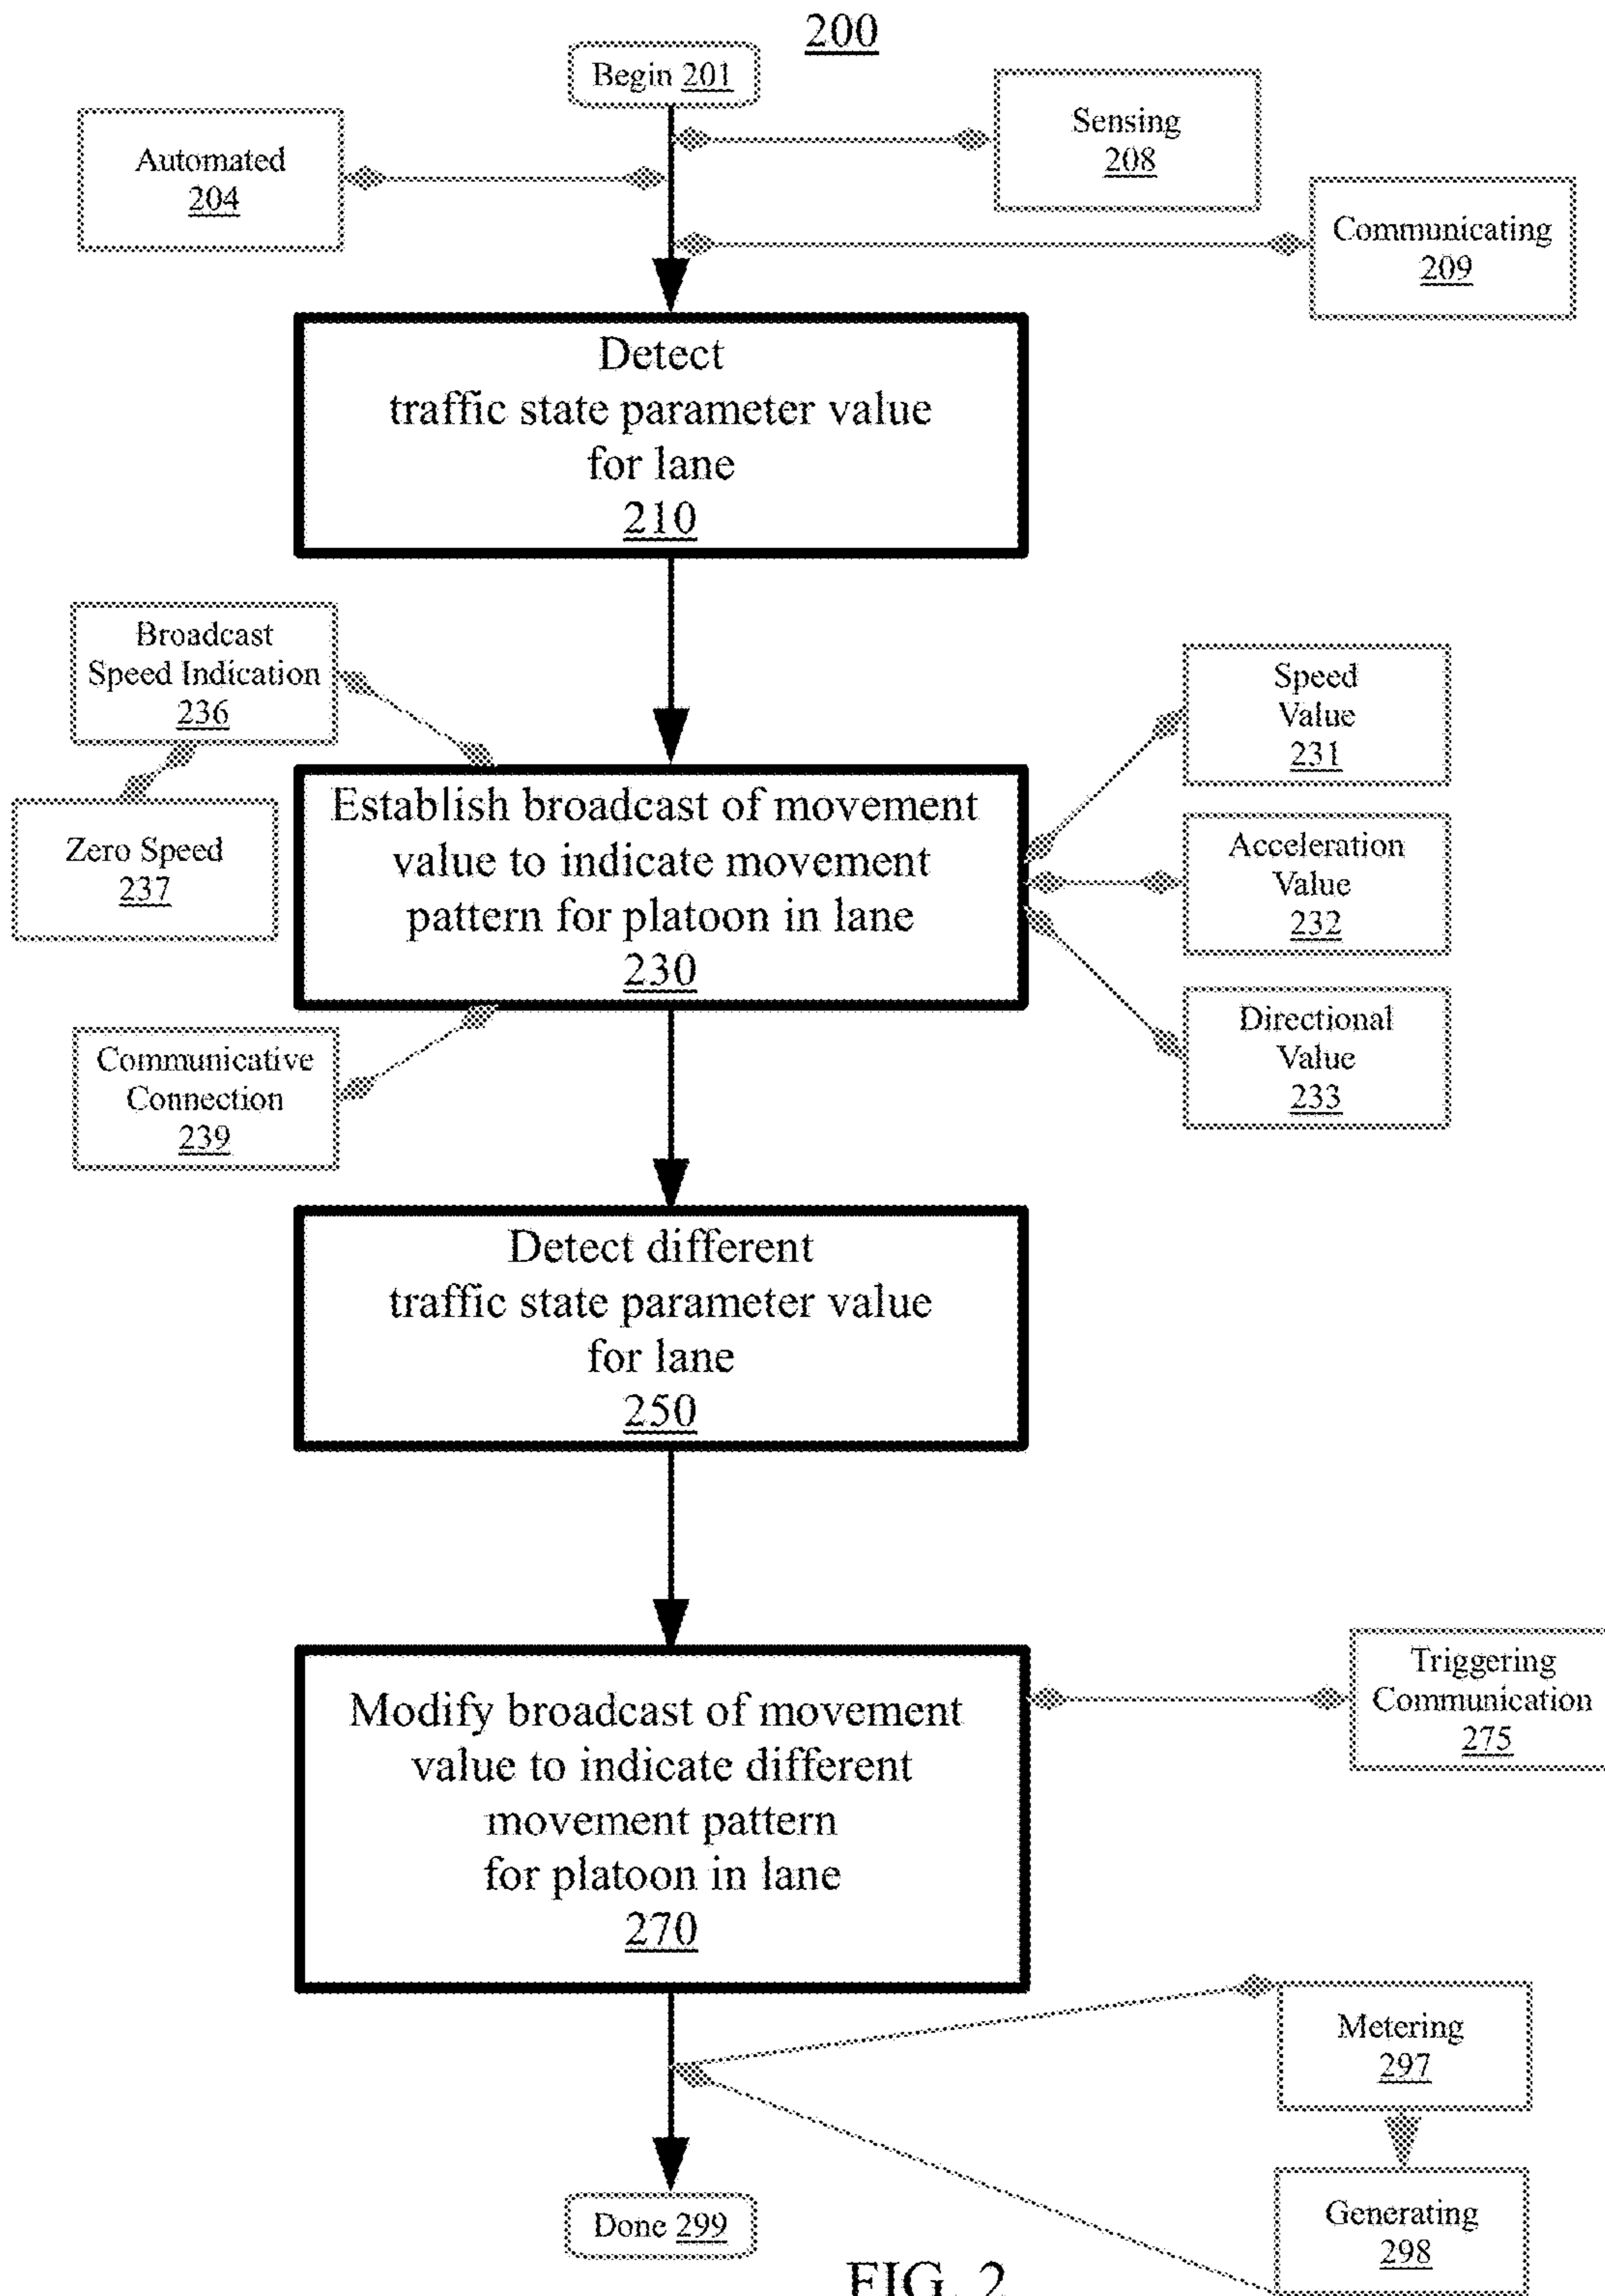 200
Begin 201
Sensing
208
Automated
204
Communicating
209
Detect
traffic state parameter value
for lane
210
Broadcast
Speed Indication
236
Speed
Value
231
Zero Speed
237
Establish broadcast of movement
value to indicate movement
pattern for platoon in lane
230
Acceleration
Value
232
Directional
Value
233
Communicative
Connection
239
Detect different
traffic state parameter value
for lane
250
Triggering
Communication
275
Modify broadcast of movement
value to indicate different
movement pattern
for platoon in lane
270
Metering
297
Generating
298
Done 299
FIG. 2